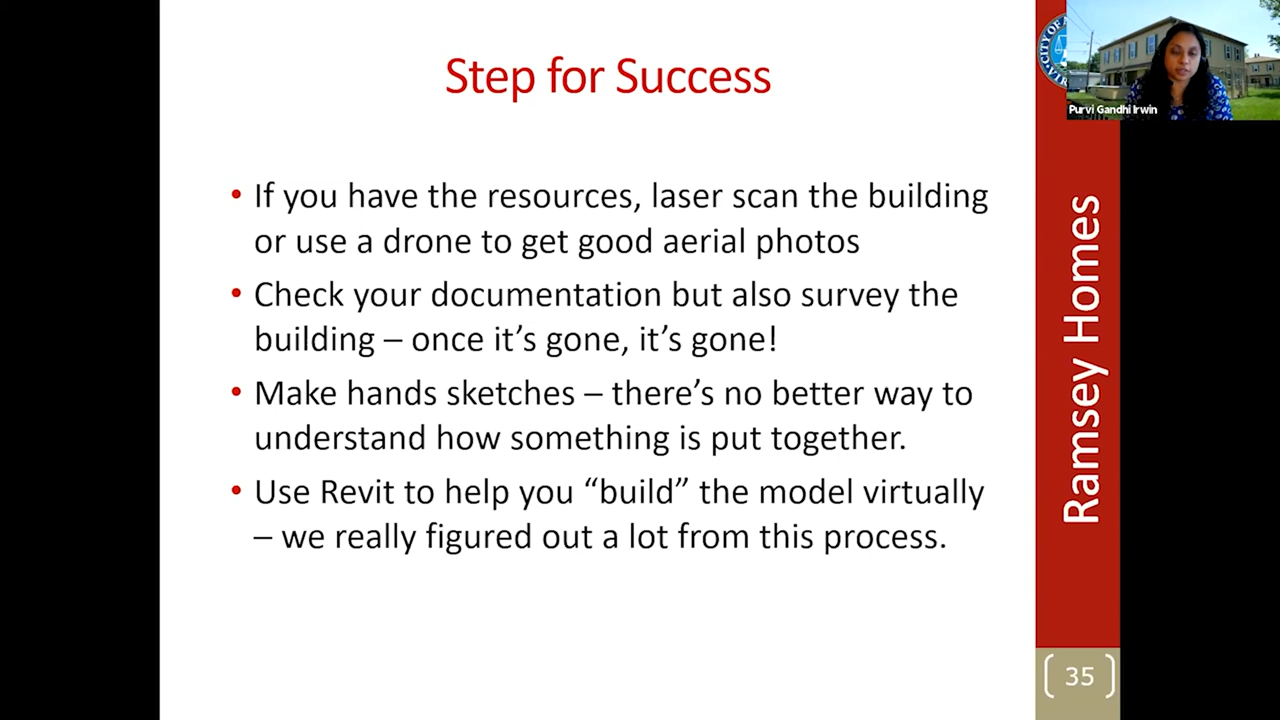 Step for Success
• If you have the resources, laser scan the building
or use a drone to get good aerial photos
• Check your documentation but also survey the
building – once it’s gone, it’s gone!
• Make hands sketches – there’s no better way to
understand how something is put together.
• Use Revit to help you “build” the model virtually
– we really figured out a lot from this process.
CITY OF
Purvi Gandhi Irwin
Ramsey Homes
35